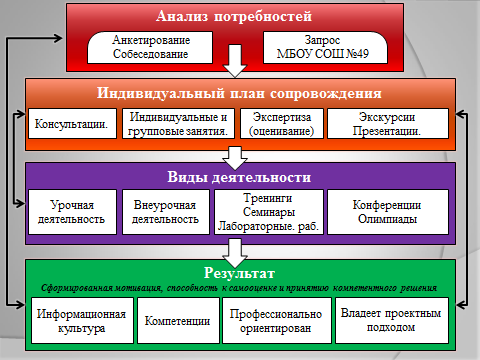 Анализ потребностей
Анкетирование
Собеседование
Запрос
МБОУ СОШ №49
Индивидуальный план сопровождения
Консультации.
Индивидуальные и
групповые занятия.
Экспертиза
(оценивание)
Экскурсии
Презентации.
Виды деятельности
Урочная
деятельность
Внеурочная
деятельность
Тренинги
Семинары
Лабораторные. раб.
Конференции
Олимпиады
Результат
Сформированная мотивация, способность к самооценке и принятию компетентного решения
Информационная
культура
Компетенции
Профессионально
ориентирован
Владеет проектным
подходом